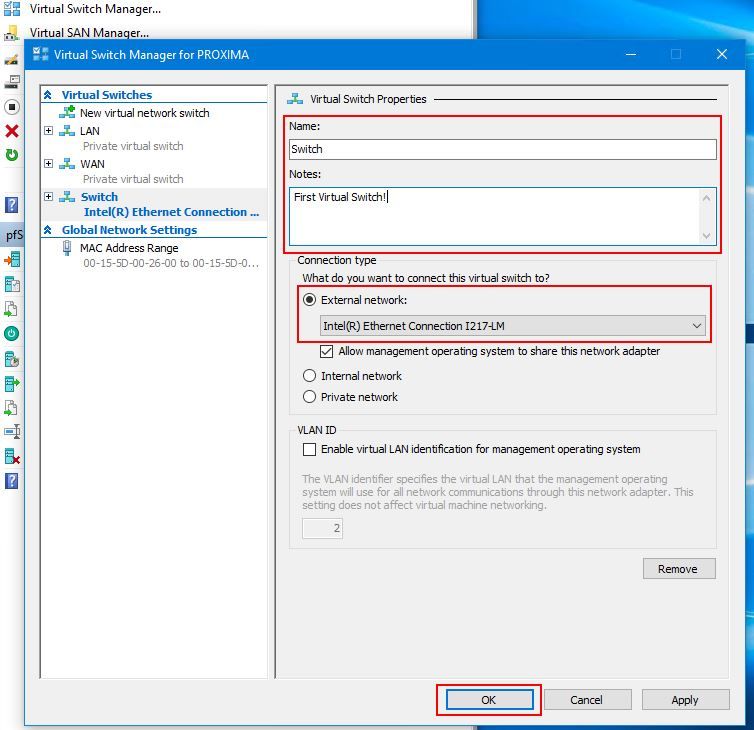 Virtual Switch Manager...
Virtual SAN Manager...
Virtual Switch Manager for PROXIMA
Virtual Switches
New virtual network switch
LAN
Private virtual switch
WAN
Private virtual switch
Switch
Intel(R) Ethernet Connection ...
Global Network Settings
MAC Address Range
00-15-5D-00-26-00 to 00-15-5D-0...
pfS
Virtual Switch Properties
Name:
Switch
Notes:
First Virtual Switch!
Connection type
What do you want to connect this virtual switch to?
External network:
Intel(R) Ethernet Connection I217-LM
Allow management operating system to share this network adapter
Internal network
Private network
VLAN ID
Enable virtual LAN identification for management operating system
The VLAN identifier specifies the virtual LAN that the management operating
system will use for all network communications through this network adapter. This
setting does not affect virtual machine networking.
2
Remove
OK
Cancel
Apply